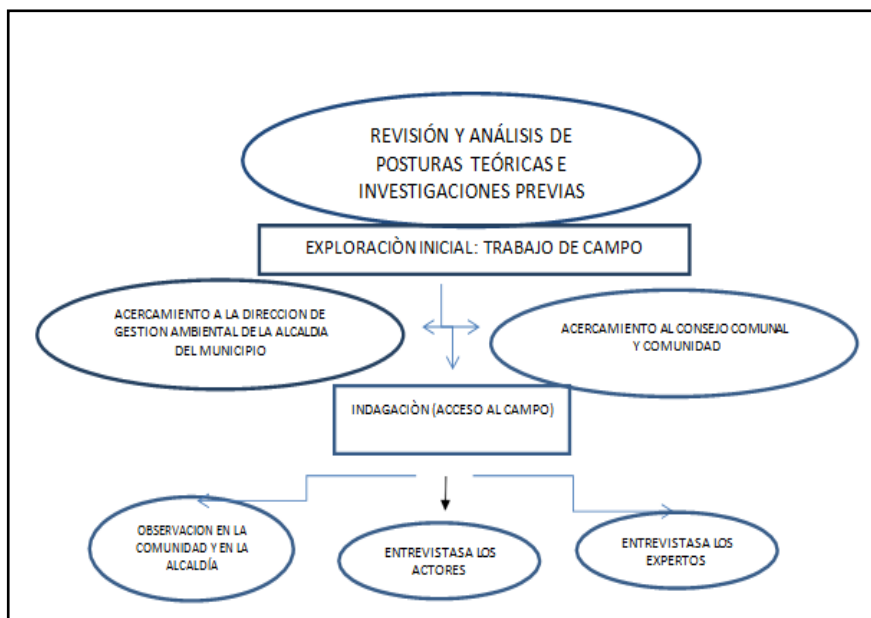 REVISIÓN Y ANÁLISIS DE
POSTURAS TEÓRICAS E
INVESTIGACIONES PREVIAS
EXPLORACIÒN INICIAL: TRABAJO DE CAMPO
ACERCAMIENTO A LA DIRECCION DE
GESTION AMBIENTAL DE LA ALCALDIA
DEL MUNICIPIO
ACERCAMIENTO AL CONSEJO COMUNAL
Y COMUNIDAD
INDAGACIÒN (ACCESO AL CAMPO)
OBSERVACION EN LA
COMUNIDAD Y EN LA
ALCALDÍA
ENTREVISTASA LOS
ACTORES
ENTREVISTASA LOS
EXPERTOS